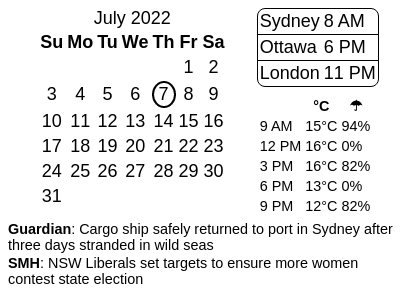 July 2022
Su Mo Tu We Th Fr Sa
1 2
3 4 5 6 7 8 9
10 11 12 13 14 15 16
17 18 19 20 21 22 23
24 25 26 27 28 29 30
31
Sydney 8 AM
Ottawa 6 PM
London 11 PM
°C ☂
9 AM 15°C 94%
12 PM 16°C 0%
3 PM 16°C 82%
6 PM 13°C 0%
9 PM 12°C 82%
Guardian: Cargo ship safely returned to port in Sydney after
three days stranded in wild seas
SMH: NSW Liberals set targets to ensure more women
contest state election